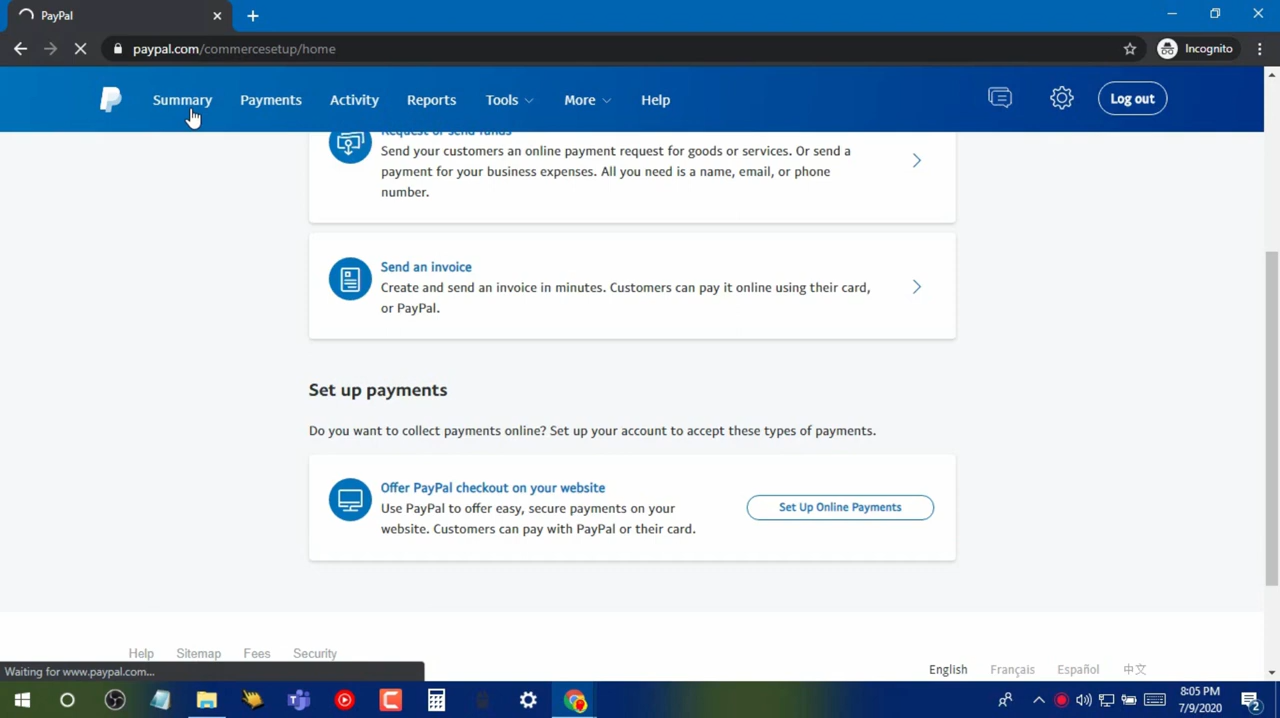 PayPal
paypal.com/commercesetup/home
Incognito
Summary Payments Activity Reports Tools More Help
Log out
Request or send funds
Send your customers an online payment request for goods or services. Or send a
payment for your business expenses. All you need is a name, email, or phone
number.
Send an invoice
Create and send an invoice in minutes. Customers can pay it online using their card,
or PayPal.
Set up payments
Do you want to collect payments online? Set up your account to accept these types of payments.
Offer PayPal checkout on your website
Use PayPal to offer easy, secure payments on your
website. Customers can pay with PayPal or their card.
Set Up Online Payments
Help Sitemap Fees Security
English Français Español 中文
Waiting for www.paypal.com...
8:05 PM
7/9/2020
2